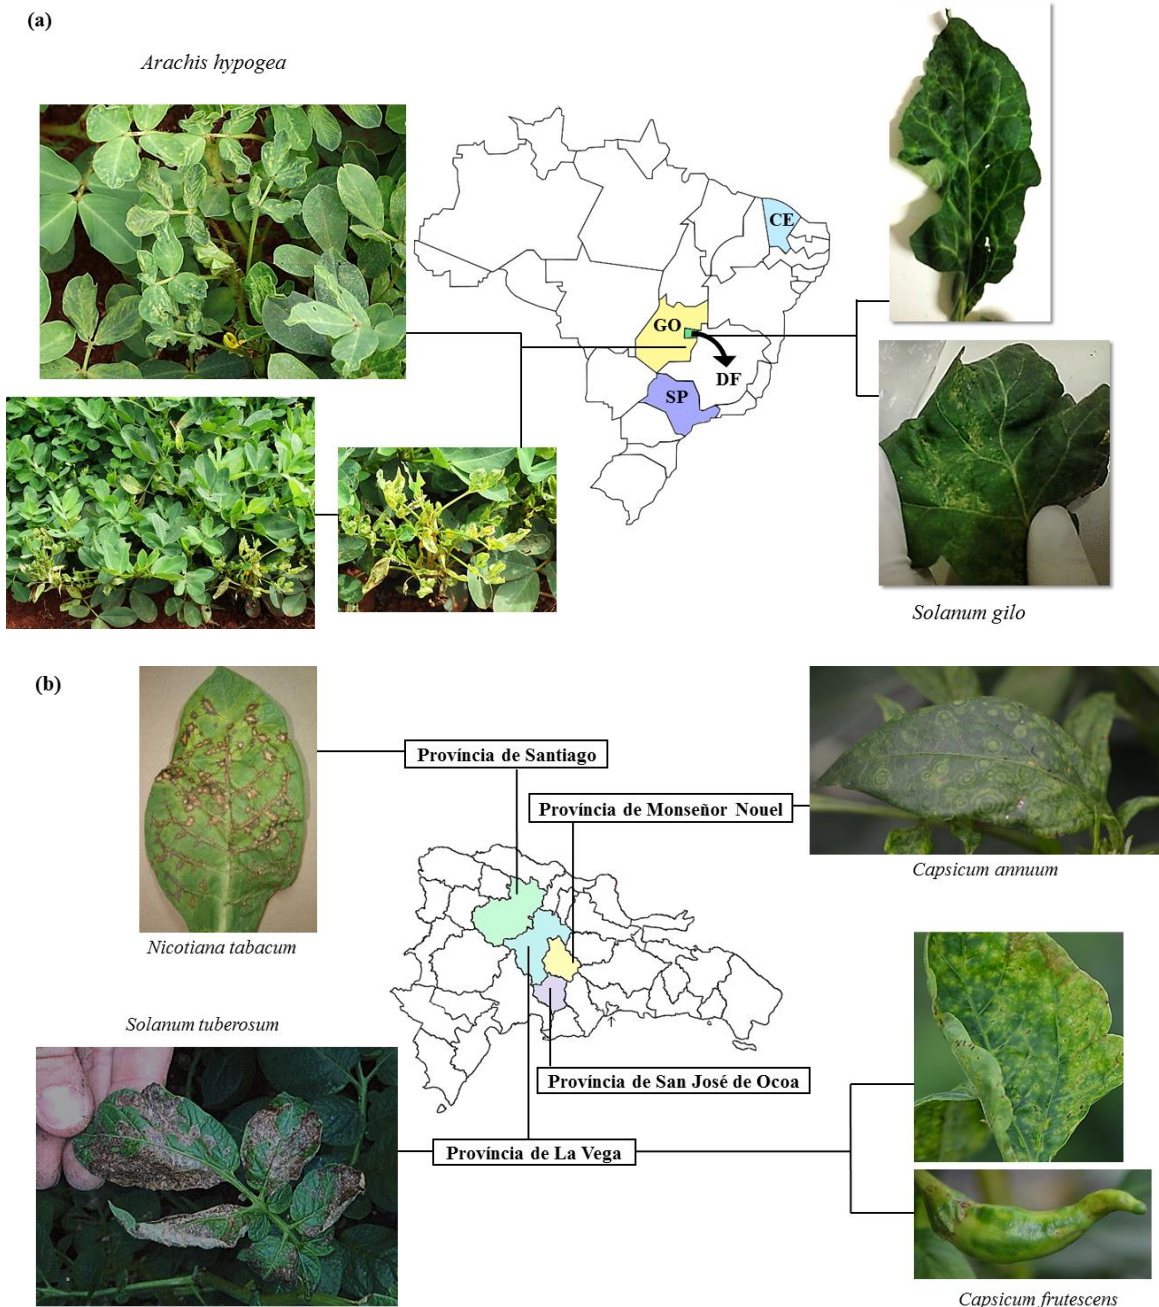 (a)
Arachis hypogea
CE
GO
DF
SP
Solanum gilo
(b)
Província de Santiago
Província de Monseñor Nouel
Capsicum annuum
Nicotiana tabacum
Solanum tuberosum
Província de San José de Ocoa
Província de La Vega
Capsicum frutescens